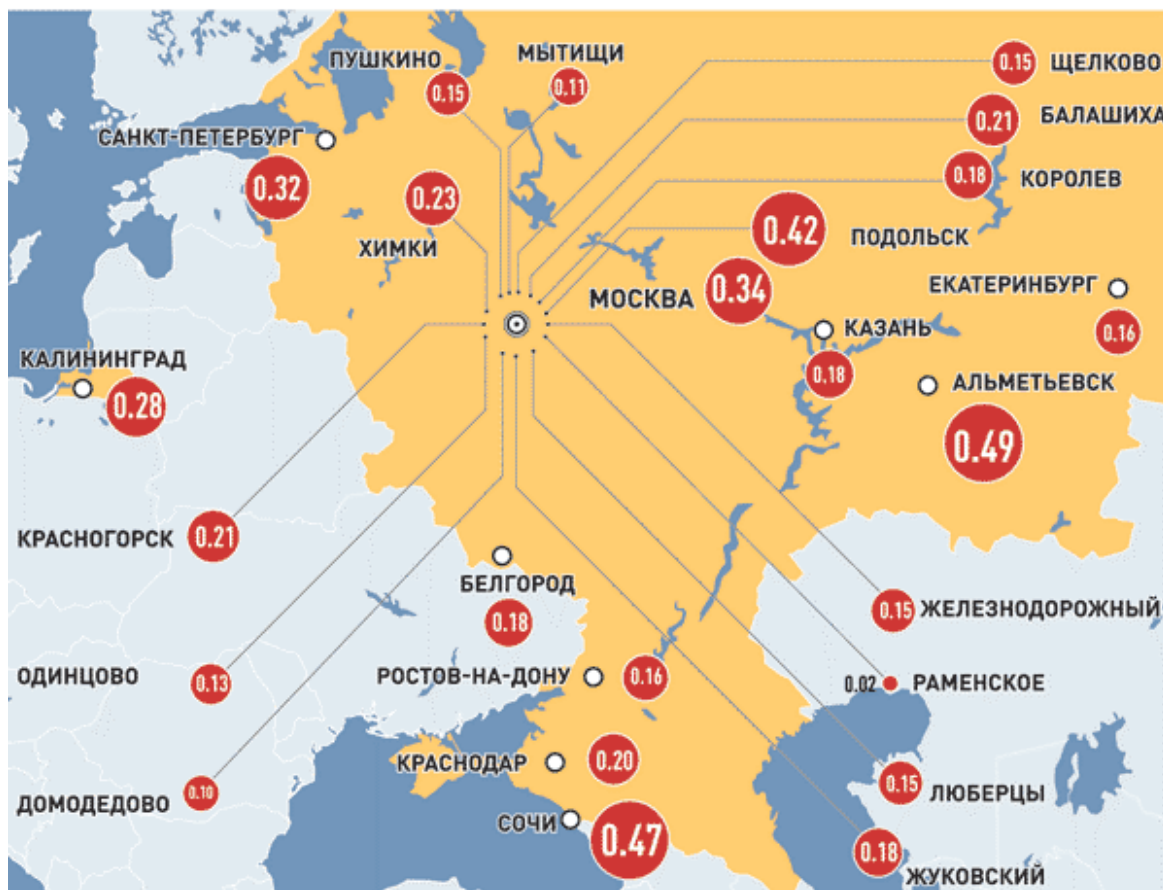 ПУШКИНО
0.15
МЫТИЩИ
0.11
0.15
ЩЕЛКОВО
0.21
БАЛАШИХА
САНКТ-ПЕТЕРБУРГ
0.32
0.23
ХИМКИ
0.18
КОРОЛЕВ
0.42
ПОДОЛЬСК
МОСКВА
0.34
ЕКАТЕРИНБУРГ
0.16
КАЗАНЬ
0.18
КАЛИНИНГРАД
0.28
АЛЬМЕТЬЕВСК
0.49
КРАСНОГОРСК
0.21
БЕЛГОРОД
0.18
0.15
ЖЕЛЕЗНОДОРОЖНЫЙ
ОДИНЦОВО
0.13
РОСТОВ-НА-ДОНУ
0.16
0.02
РАМЕНСКОЕ
КРАСНОДАР
0.20
0.15
ЛЮБЕРЦЫ
ДОМОДЕДОВО
0.10
СОЧИ
0.47
0.18
ЖУКОВСКИЙ